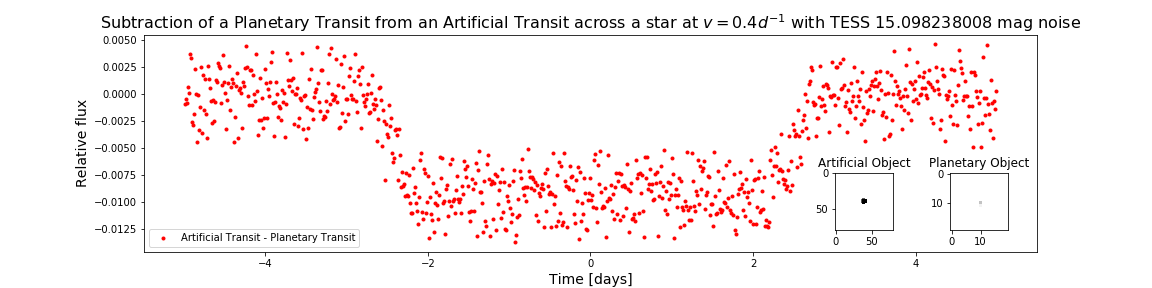 Subtraction of a Planetary Transit from an Artificial Transit across a star at v = 0.4d⁻¹ with TESS 15.098238008 mag noise
0.0050
0.0025
0.0000
−0.0025
−0.0050
−0.0075
−0.0100
−0.0125
Relative flux
Artificial Object
0
50
0 50
Planetary Object
0
10
0 10
Artificial Transit - Planetary Transit
−4 −2 0 2 4
Time [days]